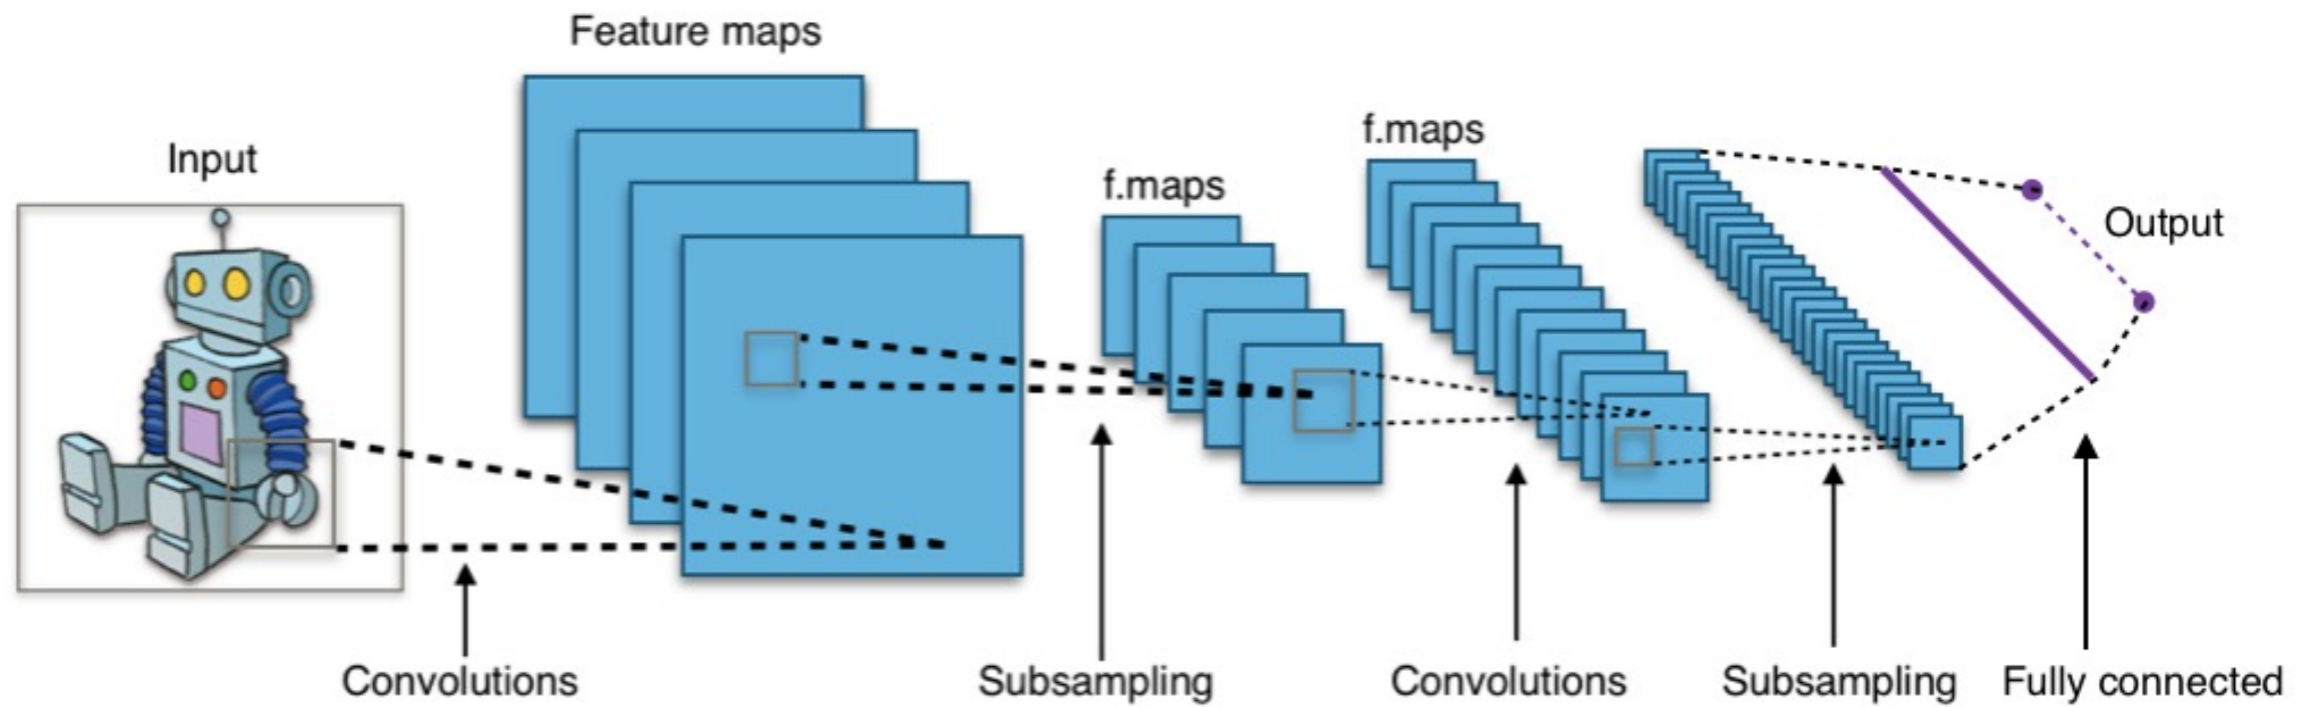 Feature maps
Input
f.maps
f.maps
Output
Convolutions
Subsampling
Convolutions
Subsampling
Fully connected